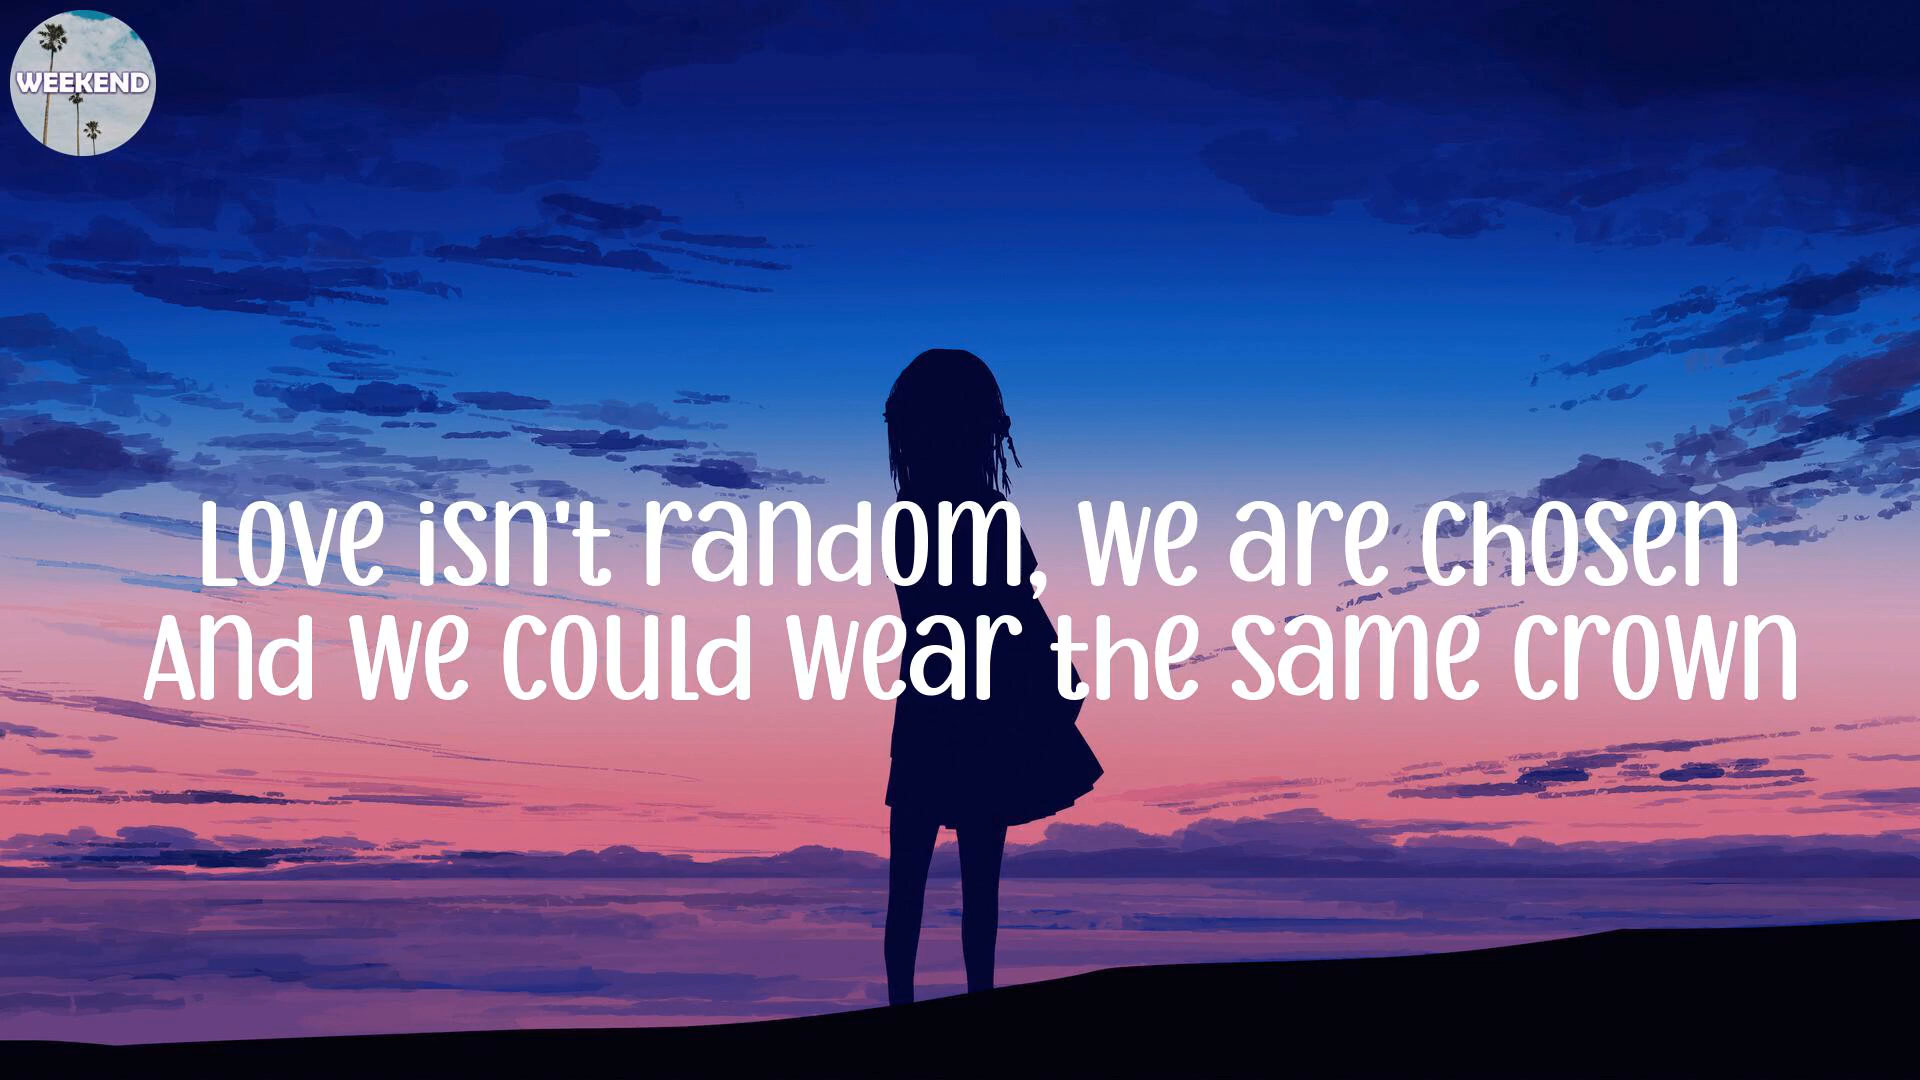 WEEKEND
Love isn't random, we are chosen
And we could wear the same crown